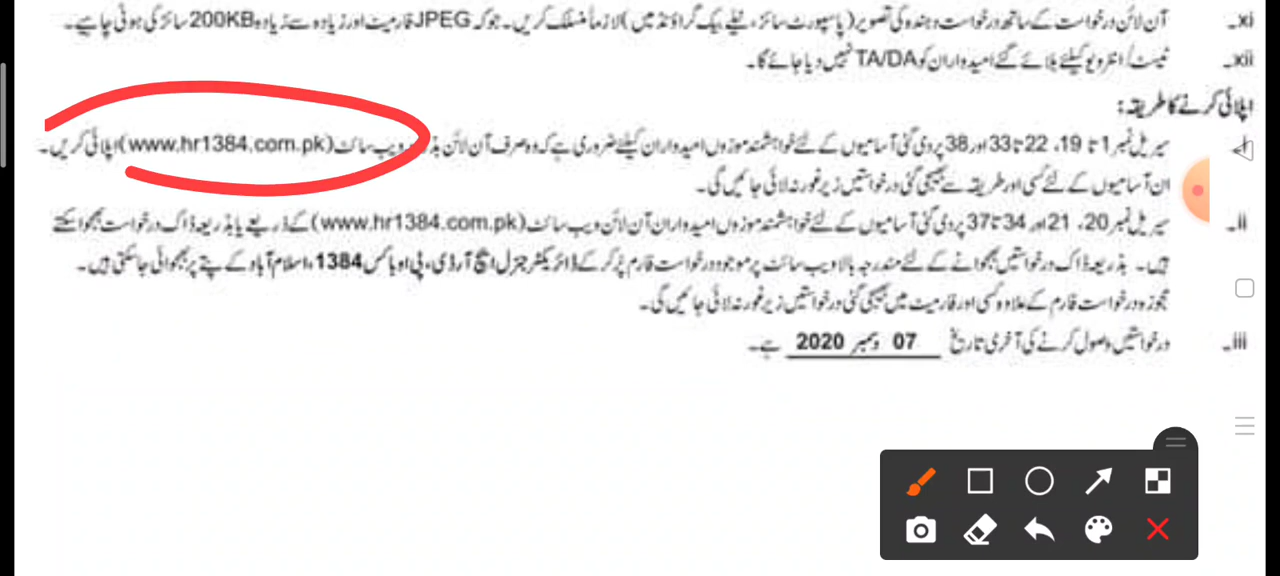 xi۔ آن لائن درخواست کے ساتھ درخواست دہندہ کی تصویر (پاسپورٹ سائز، نیلے بیک گراؤنڈ میں) لازماً منسلک کریں۔ جو کہ JPEG فارمیٹ اور زیادہ سے زیادہ 200KB سائز کی ہونی چاہیے۔
xii۔ ٹیسٹ/انٹرویو کیلئے بلائے گئے امیدواران کو TA/DA نہیں دیا جائے گا۔
اپلائی کرنے کا طریقہ:
سیریل نمبر 1 تا 19، 22 تا 33 اور 38 پر دی گئی آسامیوں کے لئے خواہشمند موزوں امیدواران کیلئے ضروری ہے کہ وہ صرف آن لائن ویب سائٹ (www.hr1384.com.pk) اپلائی کریں۔
ان آسامیوں کے لئے کسی اور طریقہ سے بھیجی گئی درخواستیں زیر غور نہ لائی جائیں گی۔
ii۔ سیریل نمبر 20، 21 اور 34 تا 37 پر دی گئی آسامیوں کے لئے خواہشمند موزوں امیدواران آن لائن ویب سائٹ (www.hr1384.com.pk) کے ذریعے یا بذریعہ ڈاک درخواست بھجوا سکتے
ہیں۔ بذریعہ ڈاک درخواستیں بھجوانے کے لئے مندرجہ بالا ویب سائٹ پر موجود درخواست فارم پُر کر کے ڈائریکٹر جنرل ایچ آر ڈی، پی او باکس 1384، اسلام آباد کے پتے پر بھجوائی جا سکتی ہیں۔
مجوزہ درخواست فارم کے علاوہ کسی اور فارمیٹ میں بھیجی گئی درخواستیں زیر غور نہ لائی جائیں گی۔
iii۔ درخواستیں وصول کرنے کی آخری تاریخ 07 دسمبر 2020 ہے۔